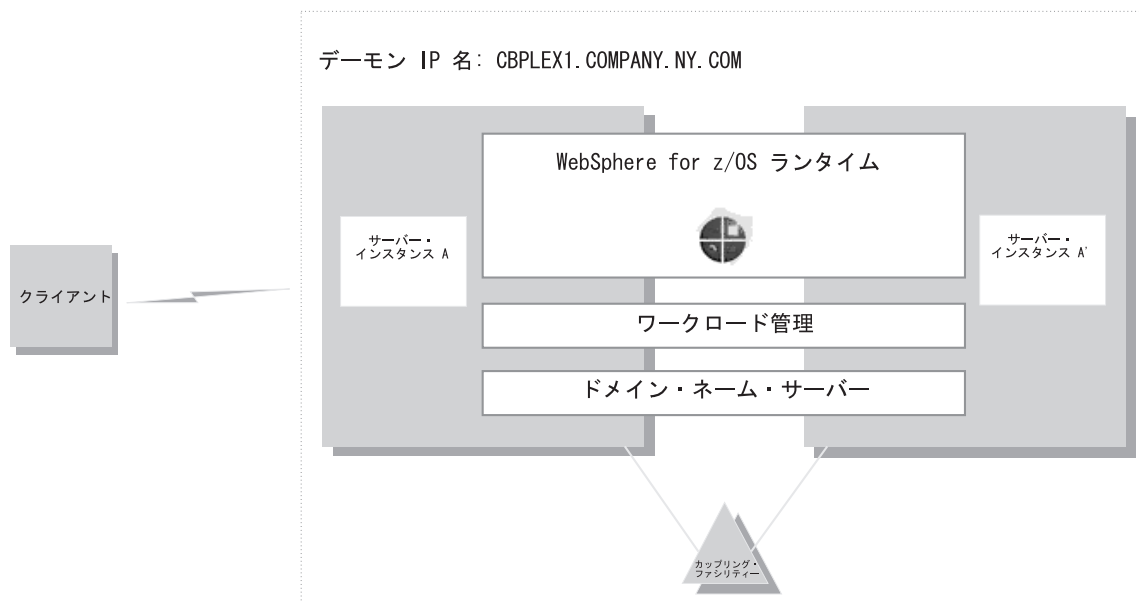 デーモン IP 名: CBPLEX1.COMPANY.NY.COM
WebSphere for z/OS ランタイム
サーバー・
インスタンス A
サーバー・
インスタンス A'
クライアント
ワークロード管理
ドメイン・ネーム・サーバー
カップリング・
ファシリティー